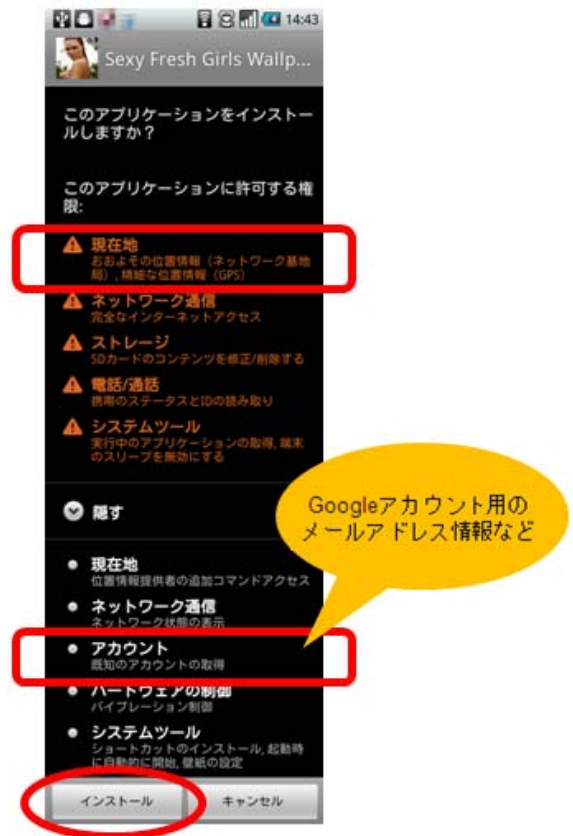 14:43
Sexy Fresh Girls Wallp...
このアプリケーションをインストー
ルしますか？
このアプリケーションに許可する権
限:
現在地
おおよその位置情報（ネットワーク基地
局）, 精細な位置情報（GPS）
ネットワーク通信
完全なインターネットアクセス
ストレージ
SDカードのコンテンツを修正/削除する
電話/通話
携帯のステータスとIDの読み取り
システムツール
実行中のアプリケーションの取得, 端末
のスリープを無効にする
隠す
Googleアカウント用の
メールアドレス情報など
現在地
位置情報提供者の追加コマンドアクセス
ネットワーク通信
ネットワーク状態の表示
アカウント
既知のアカウントの取得
ハードウェアの制御
バイブレーション制御
システムツール
ショートカットのインストール, 起動時
に自動的に開始, 壁紙の設定
インストール
キャンセル